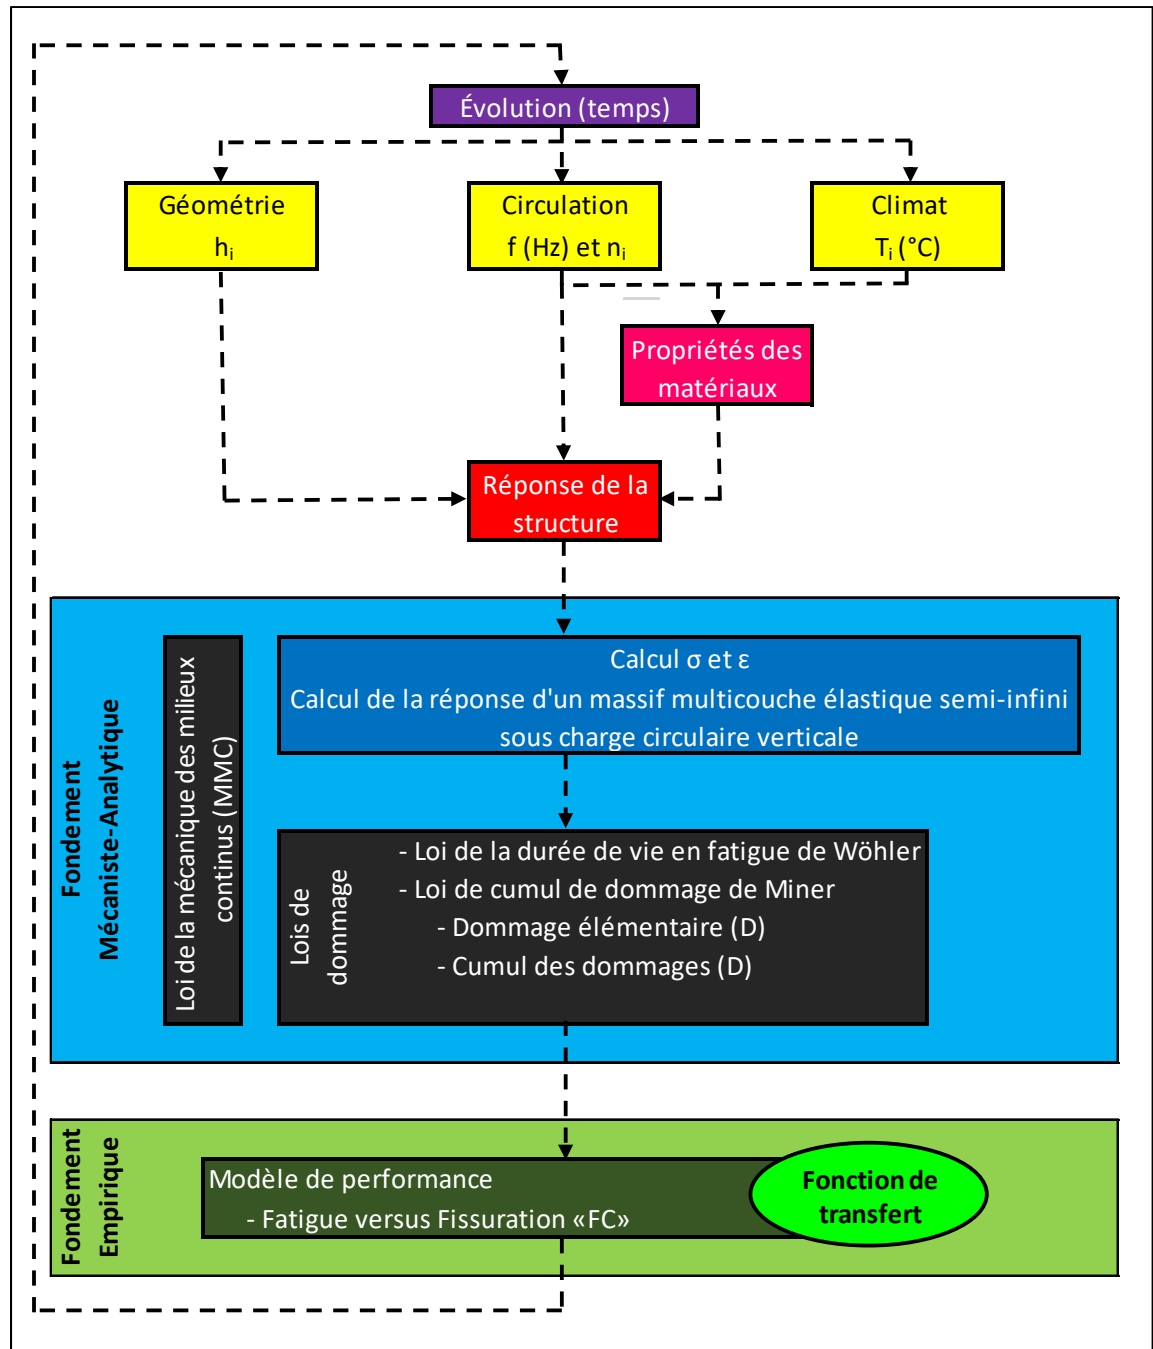 Évolution (temps)
Géométrie
hi
Circulation
f (Hz) et ni
Climat
Ti (°C)
Propriétés des
matériaux
Réponse de la
structure
Fondement
Mécaniste-Analytique
Loi de la mécanique des milieux
continus (MMC)
Calcul σ et ε
Calcul de la réponse d'un massif multicouche élastique semi-infini
sous charge circulaire verticale
Lois de
dommage
- Loi de la durée de vie en fatigue de Wöhler
- Loi de cumul de dommage de Miner
- Dommage élémentaire (D)
- Cumul des dommages (D)
Fondement
Empirique
Modèle de performance
- Fatigue versus Fissuration «FC»
Fonction de
transfert